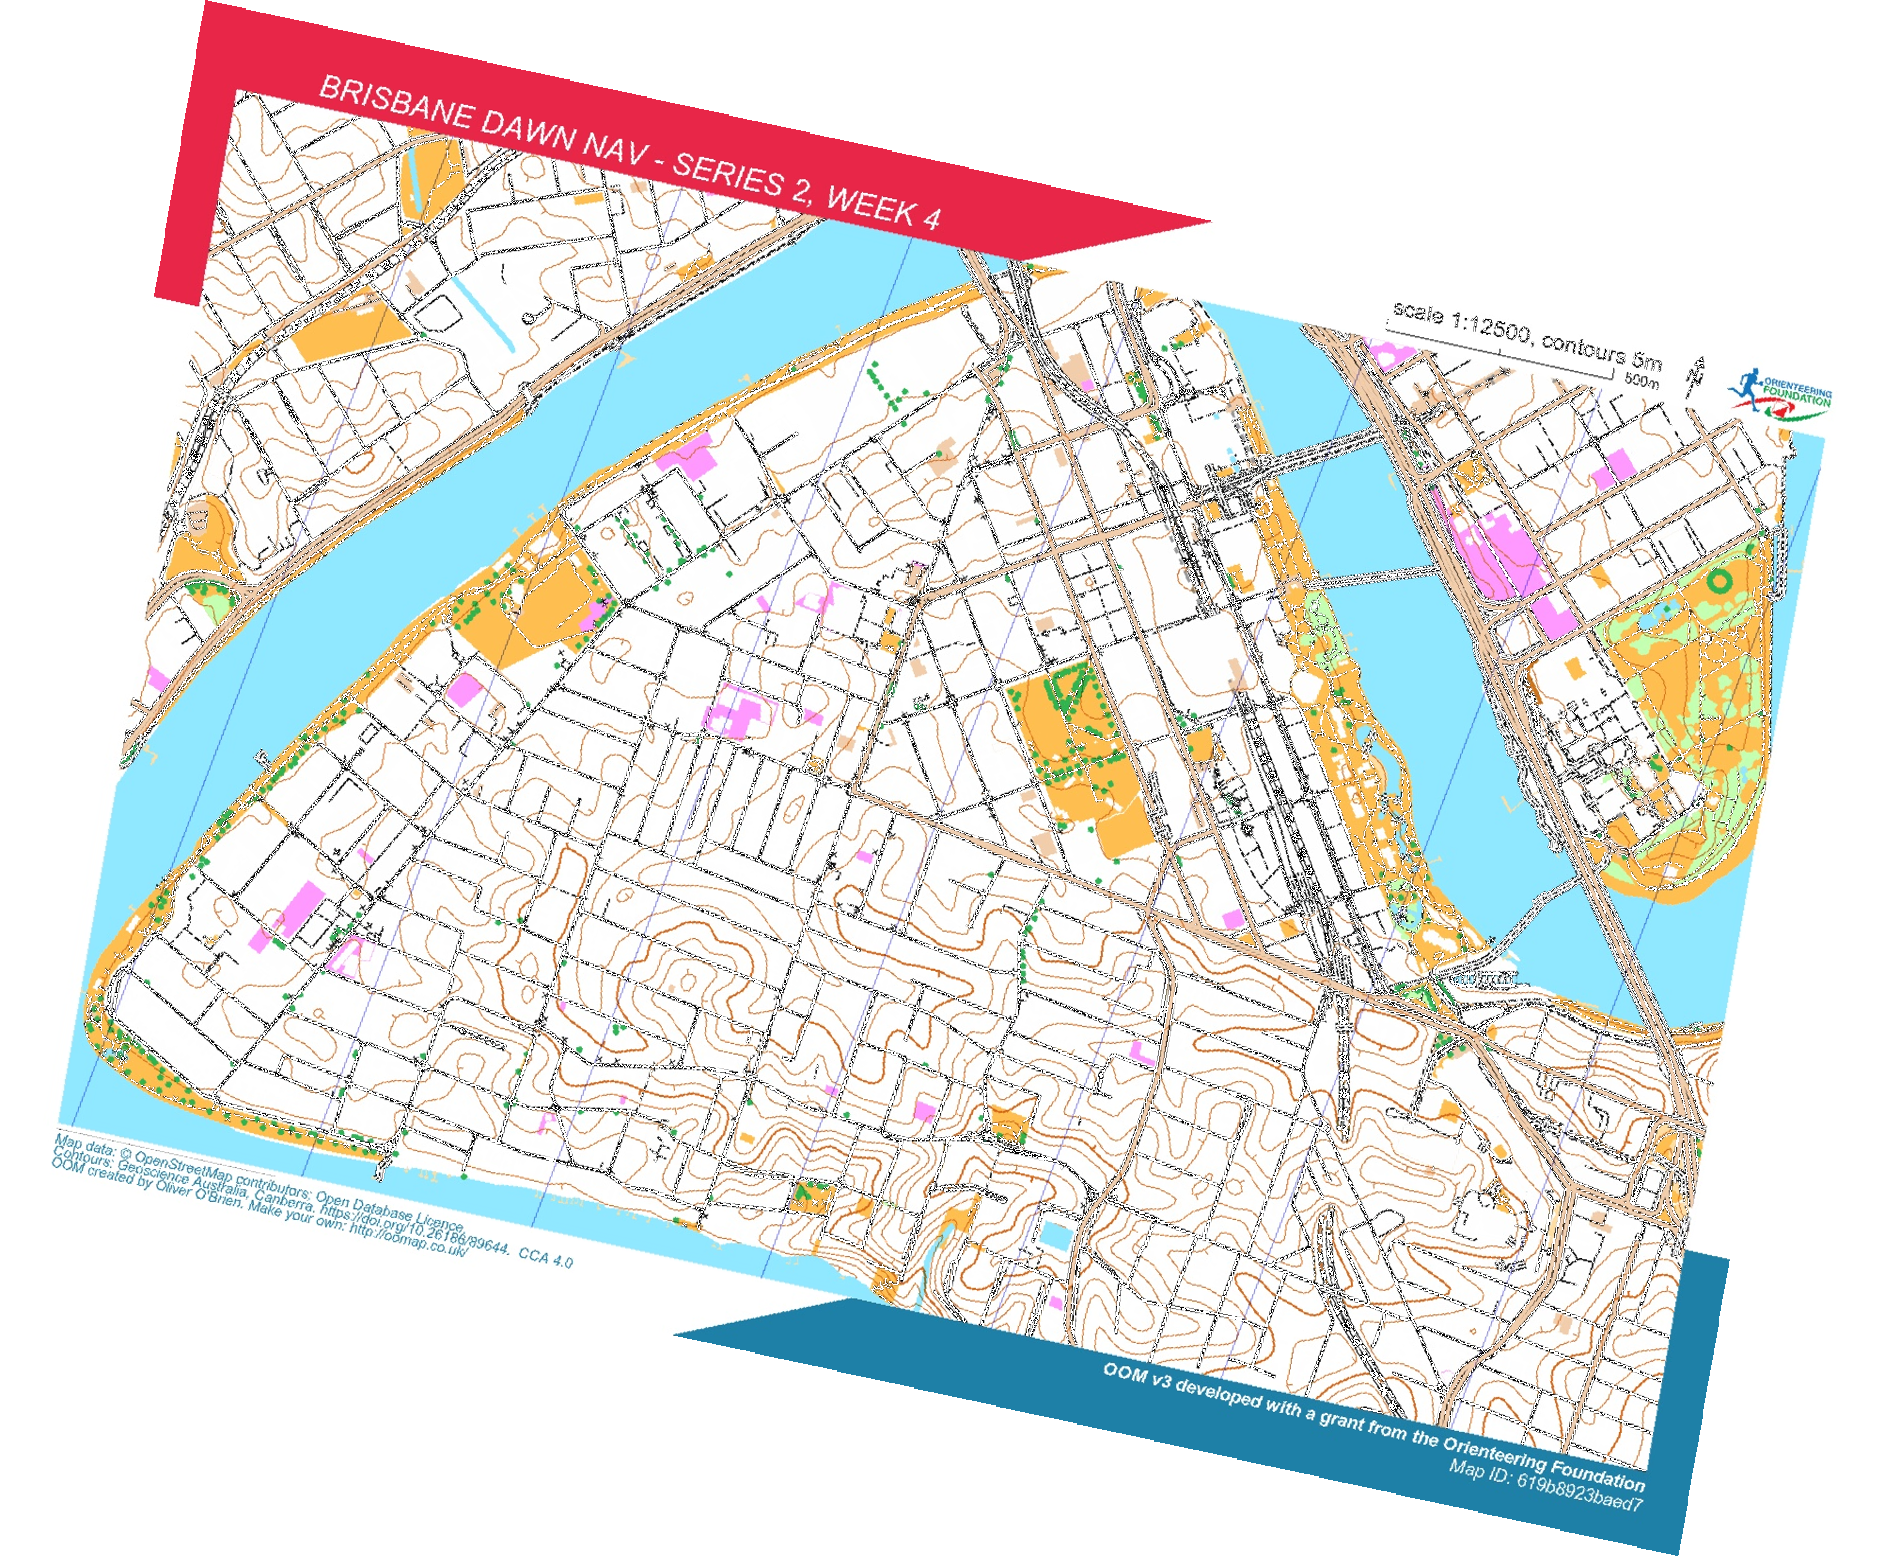 BRISBANE DAWN NAV - SERIES 2, WEEK 4
scale 1:12500, contours 5m
500m
ORIENTEERING
FOUNDATION
Map data: © OpenStreetMap contributors: Open Database Licence.
Contours: Geoscience Australia, Canberra. https://doi.org/10.26186/89644. CCA 4.0
OOM created by Oliver O'Brien. Make your own: http://oomap.co.uk/
OOM v3 developed with a grant from the Orienteering Foundation
Map ID: 619b8923baed7